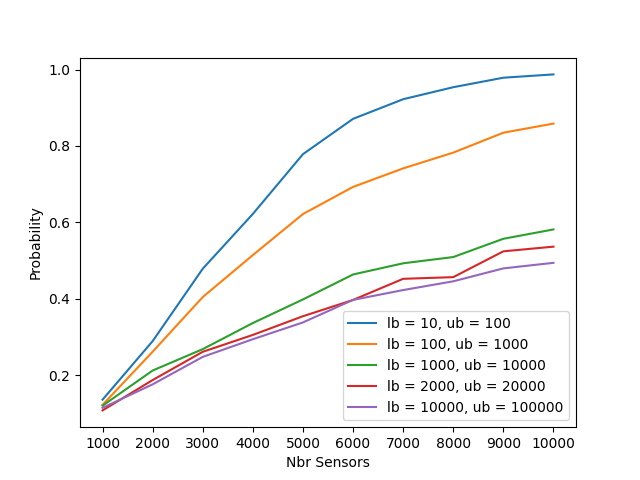 1.0
0.8
0.6
0.4
0.2
Probability
lb = 10, ub = 100
lb = 100, ub = 1000
lb = 1000, ub = 10000
lb = 2000, ub = 20000
lb = 10000, ub = 100000
1000 2000 3000 4000 5000 6000 7000 8000 9000 10000
Nbr Sensors